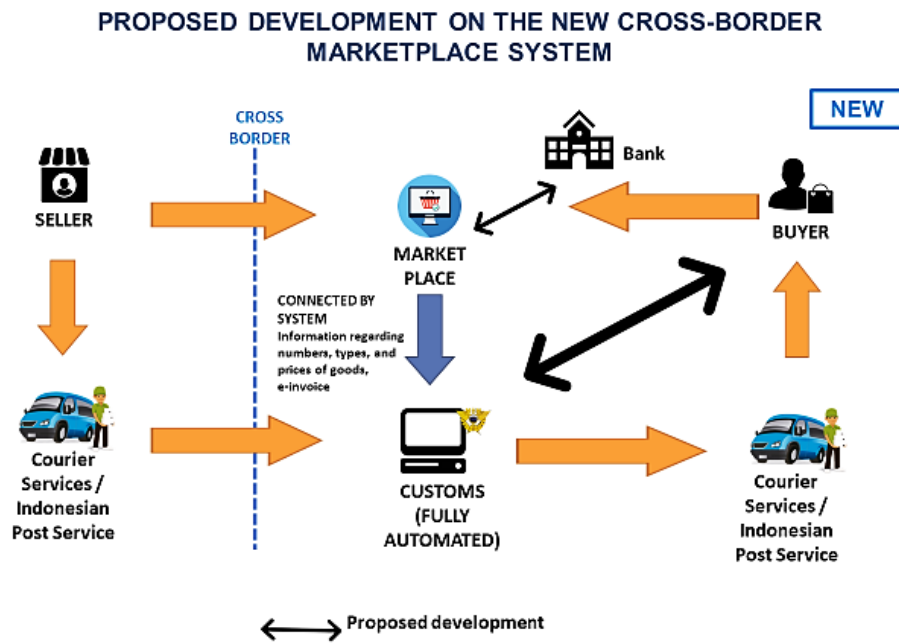 PROPOSED DEVELOPMENT ON THE NEW CROSS-BORDER
MARKETPLACE SYSTEM
NEW
CROSS
BORDER
Bank
SELLER
MARKET
PLACE
BUYER
CONNECTED BY
SYSTEM
Information regarding
numbers, types, and
prices of goods,
e-invoice
Courier
Services /
Indonesian
Post Service
CUSTOMS
(FULLY
AUTOMATED)
Courier
Services /
Indonesian
Post Service
Proposed development